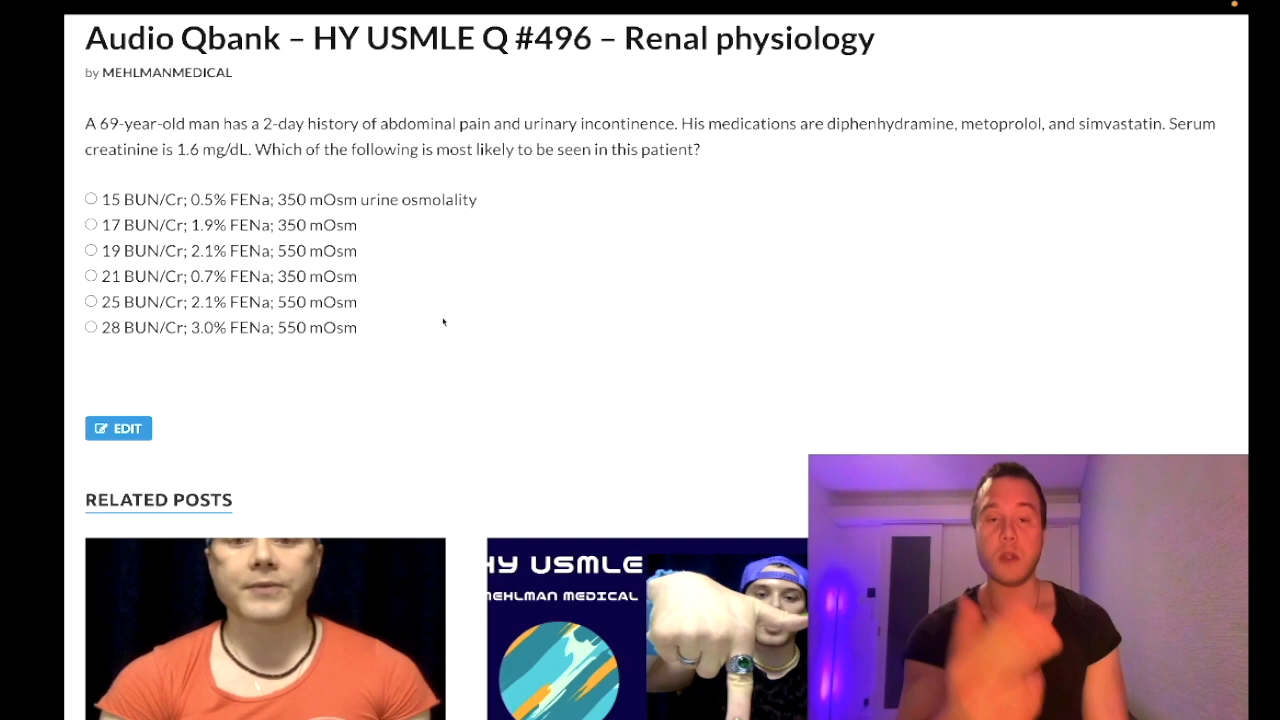 Audio Qbank – HY USMLE Q #496 – Renal physiology
by MEHLMANMEDICAL
A 69-year-old man has a 2-day history of abdominal pain and urinary incontinence. His medications are diphenhydramine, metoprolol, and simvastatin. Serum
creatinine is 1.6 mg/dL. Which of the following is most likely to be seen in this patient?
15 BUN/Cr; 0.5% FENa; 350 mOsm urine osmolality
17 BUN/Cr; 1.9% FENa; 350 mOsm
19 BUN/Cr; 2.1% FENa; 550 mOsm
21 BUN/Cr; 0.7% FENa; 350 mOsm
25 BUN/Cr; 2.1% FENa; 550 mOsm
28 BUN/Cr; 3.0% FENa; 550 mOsm
EDIT
RELATED POSTS
HY USMLE
MEHLMAN MEDICAL